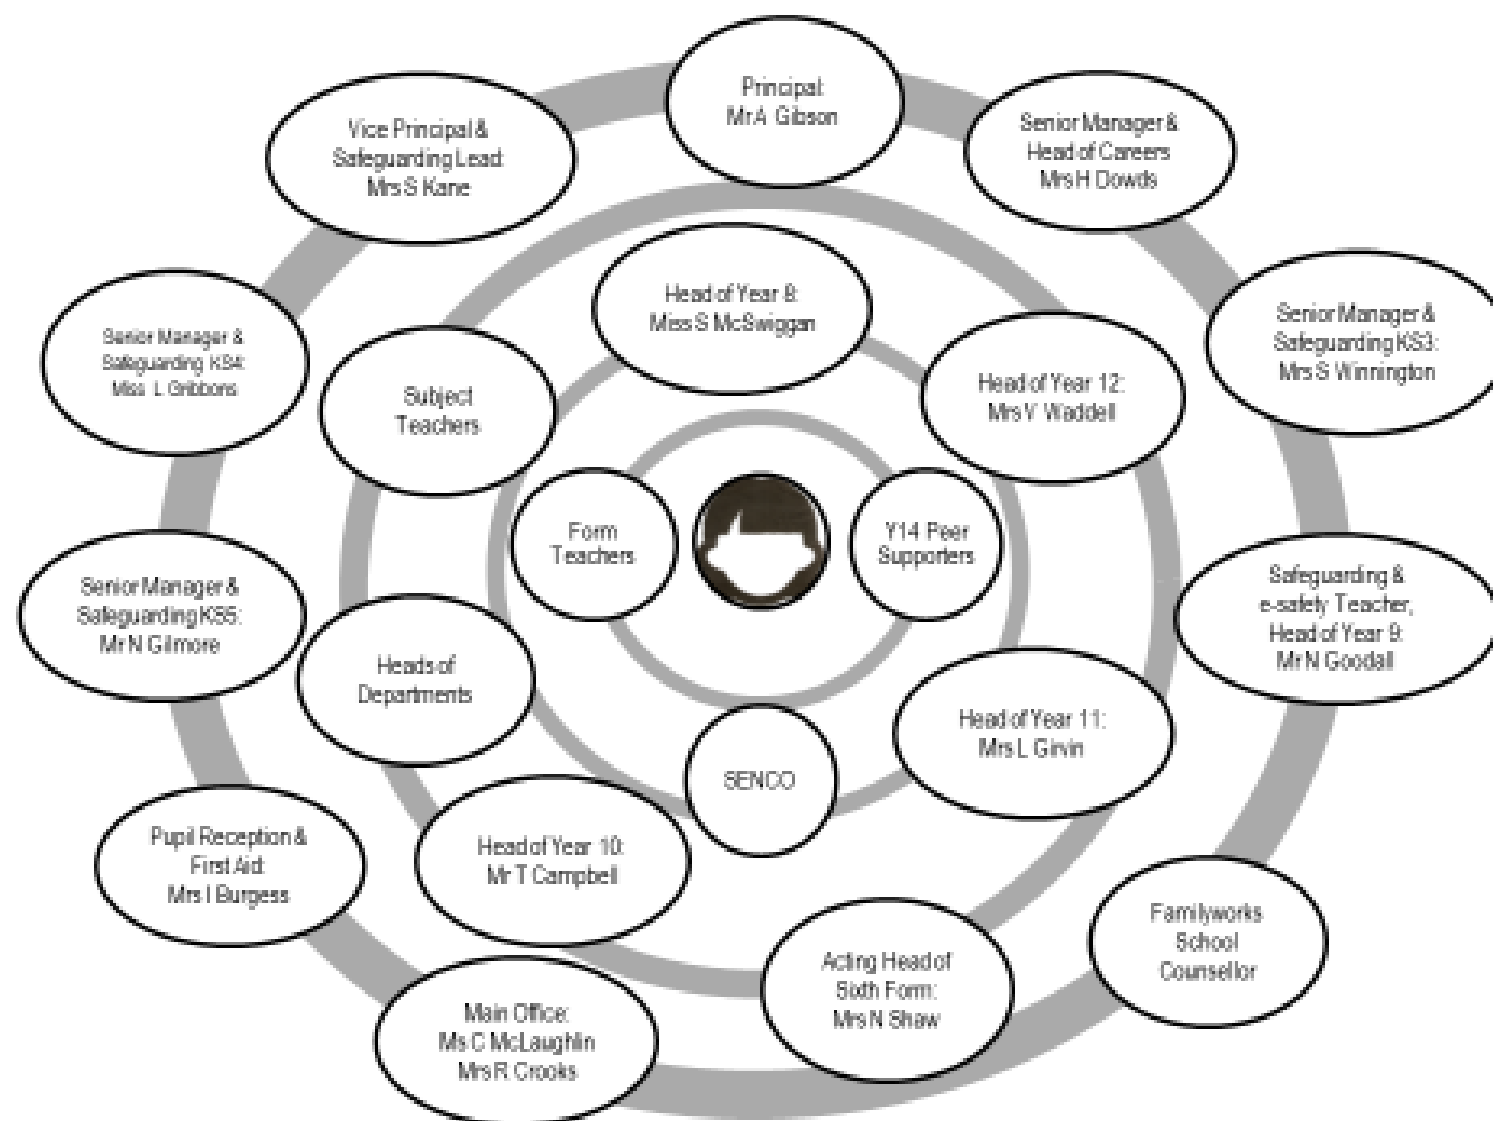 Principal:
Mr A Gibson
Vice Principal &
Safeguarding Lead:
Mrs S Kane
Senior Manager &
Head of Careers
Mrs H Dowds
Head of Year 8:
Miss S McSwiggan
Senior Manager &
Safeguarding KS4:
Miss L Gribbons
Senior Manager &
Safeguarding KS3:
Mrs S Winnington
Subject
Teachers
Head of Year 12:
Mrs V Waddell
Form
Teachers
Y14 Peer
Supporters
Senior Manager &
Safeguarding KS5:
Mr N Gilmore
Safeguarding &
e-safety Teacher,
Head of Year 9:
Mr N Goodall
Heads of
Departments
Head of Year 11:
Mrs L Girvin
SENCO
Pupil Reception &
First Aid:
Mrs I Burgess
Head of Year 10:
Mr T Campbell
Familyworks
School
Counsellor
Acting Head of
Sixth Form:
Mrs N Shaw
Main Office:
Ms C McLaughlin
Mrs R Crooks